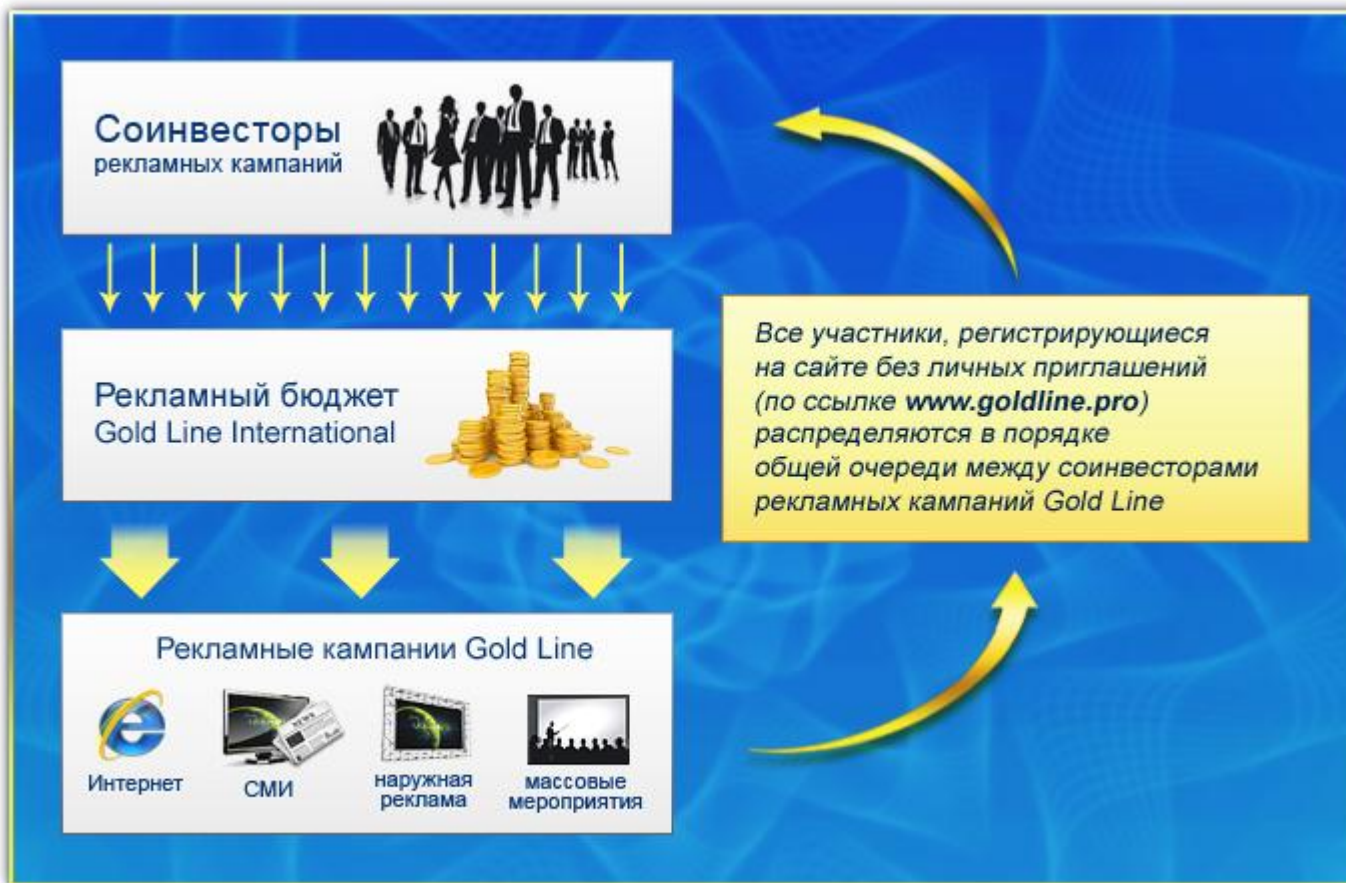 Соинвесторы
рекламных кампаний
Рекламный бюджет
Gold Line International
Рекламные кампании Gold Line
Интернет
СМИ
NEWS
наружная
реклама
массовые
мероприятия
Все участники, регистрирующиеся
на сайте без личных приглашений
(по ссылке www.goldline.pro)
распределяются в порядке
общей очереди между соинвесторами
рекламных кампаний Gold Line